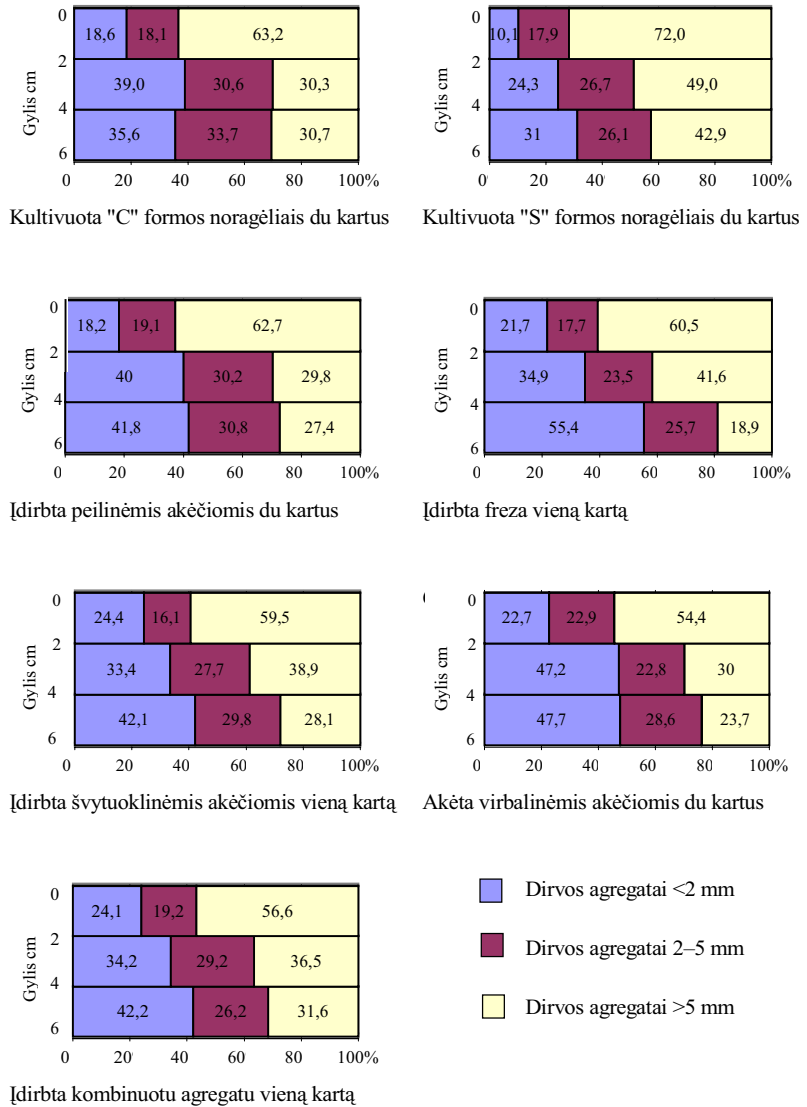 0
18,6 18,1 63,2
2
39,0 30,6 30,3
4
35,6 33,7 30,7
6
Gylis cm
0 20 40 60 80 100%
Kultivuota "C" formos noragėliais du kartus
0
10,1 17,9 72,0
2
24,3 26,7 49,0
4
31 26,1 42,9
6
Gylis cm
0 20 40 60 80 100%
Kultivuota "S" formos noragėliais du kartus
0
18,2 19,1 62,7
2
40 30,2 29,8
4
41,8 30,8 27,4
6
Gylis cm
0 20 40 60 80 100%
Įdirbta peilinėmis akėčiomis du kartus
0
21,7 17,7 60,5
2
34,9 23,5 41,6
4
55,4 25,7 18,9
6
Gylis cm
0 20 40 60 80 100%
Įdirbta freza vieną kartą
0
24,4 16,1 59,5
2
33,4 27,7 38,9
4
42,1 29,8 28,1
6
Gylis cm
0 20 40 60 80 100%
Įdirbta švytuoklinėmis akėčiomis vieną kartą
0
22,7 22,9 54,4
2
47,2 22,8 30
4
47,7 28,6 23,7
6
Gylis cm
0 20 40 60 80 100%
Akėta virbalinėmis akėčiomis du kartus
0
24,1 19,2 56,6
2
34,2 29,2 36,5
4
42,2 26,2 31,6
6
Gylis cm
0 20 40 60 80 100%
Įdirbta kombinuotu agregatu vieną kartą
Dirvos agregatai <2 mm
Dirvos agregatai 2–5 mm
Dirvos agregatai >5 mm